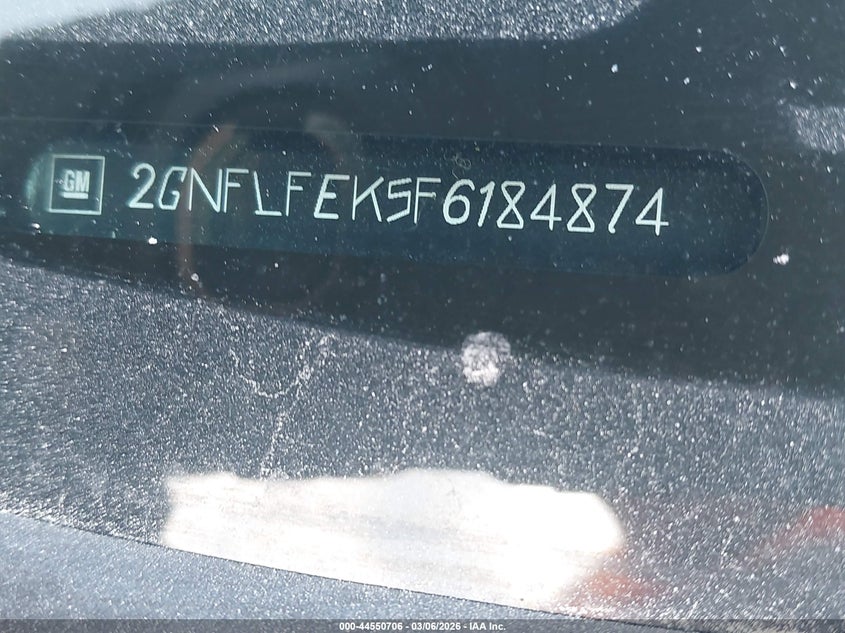 GM 2GNFLFEK5F6184874
000-44550706 - 03/06/2026 - IAA Inc.